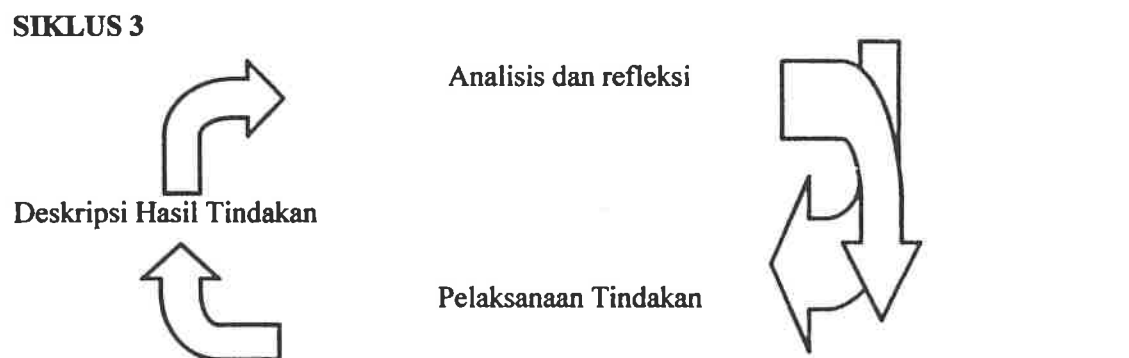 SIKLUS 3
Analisis dan refleksi
Deskripsi Hasil Tindakan
Pelaksanaan Tindakan